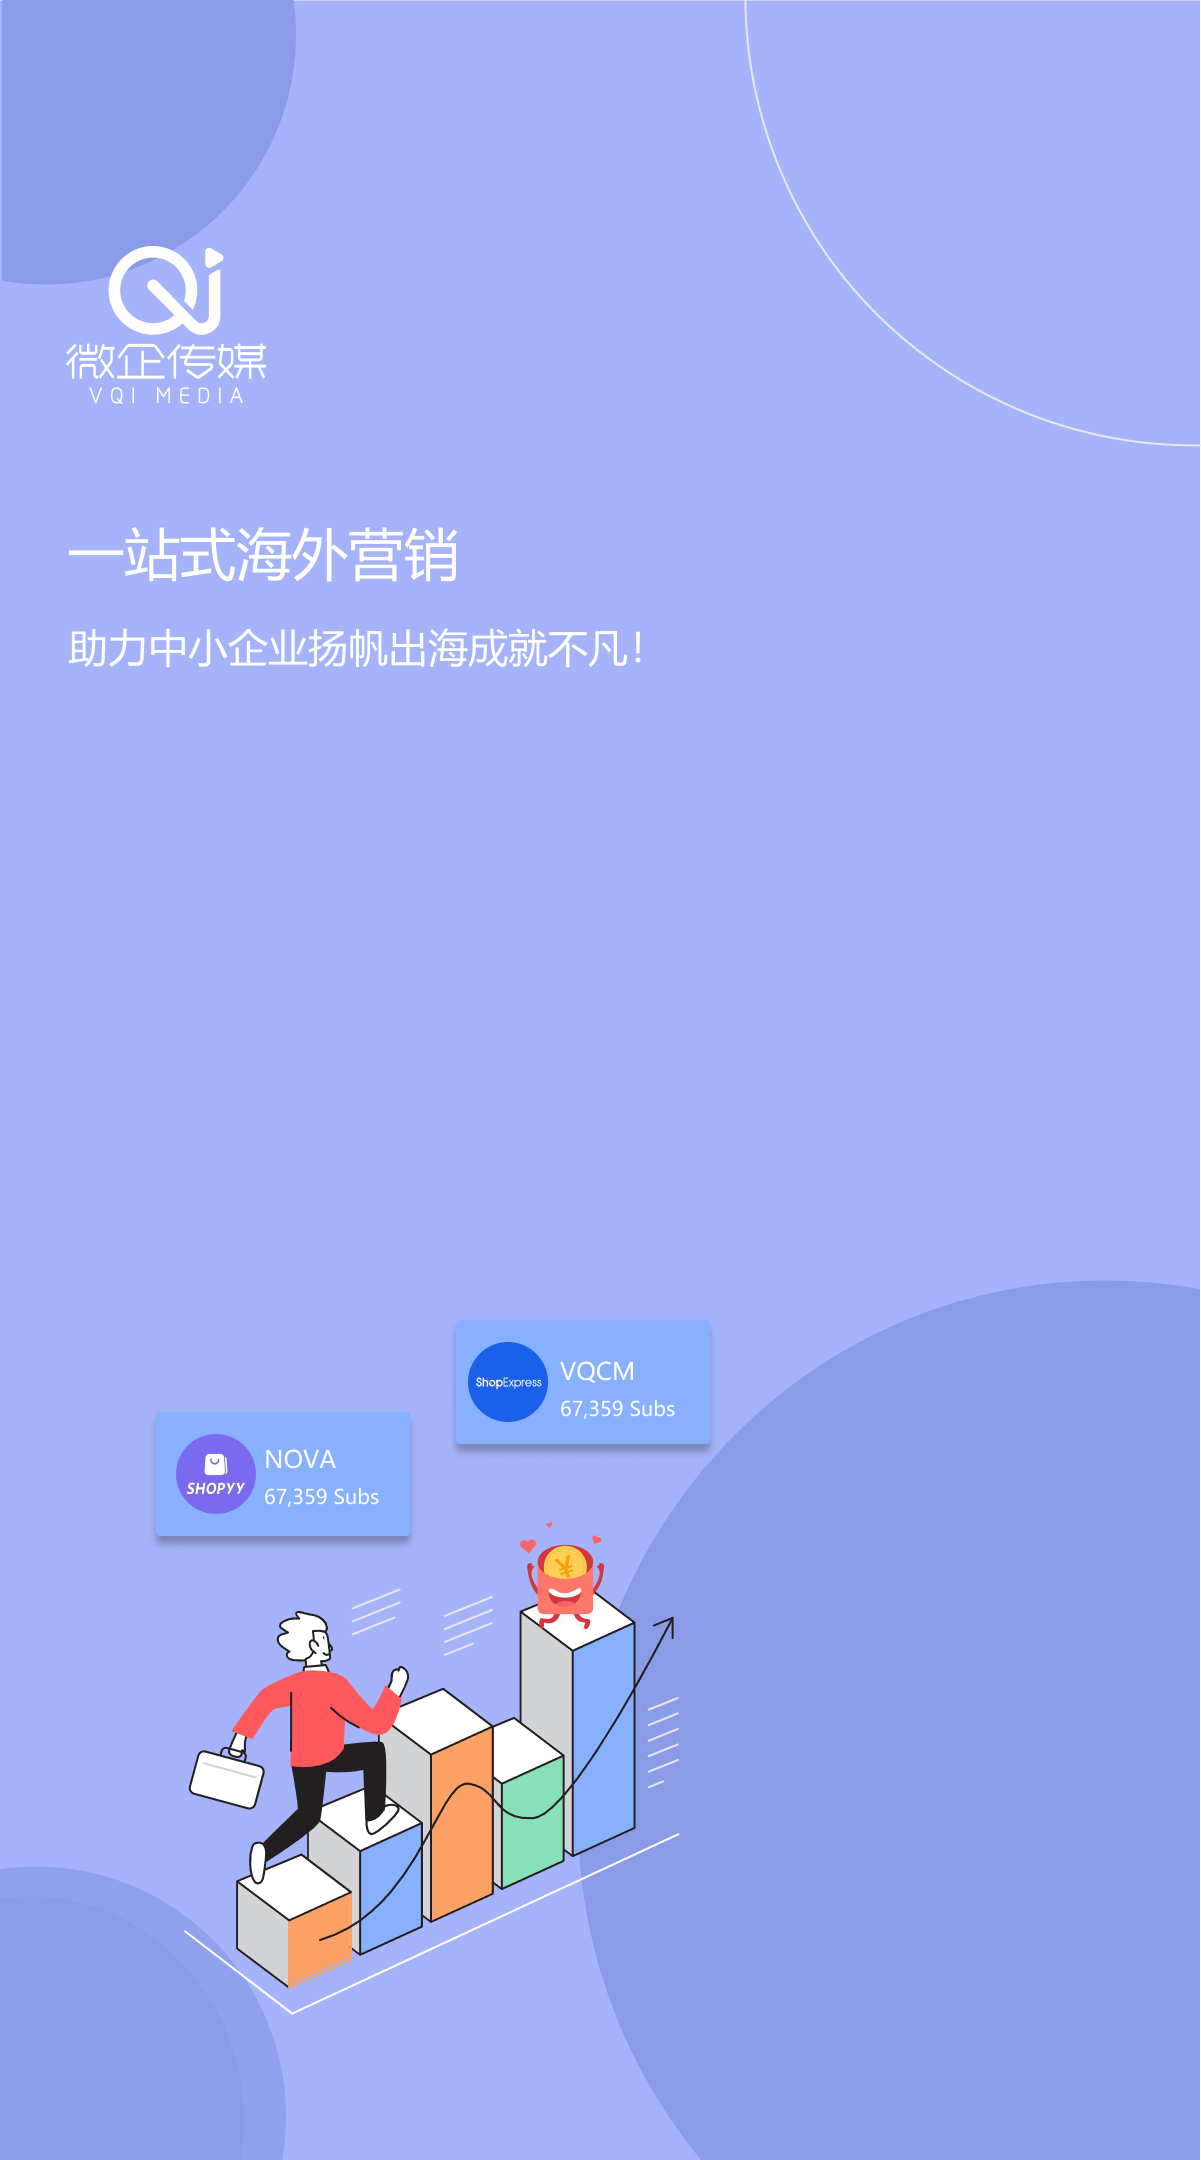 Qi
微企传媒
VQI MEDIA
一站式海外营销
助力中小企业扬帆出海成就不凡！
ShopExpress
VQCM
67,359 Subs
SHOPYY
NOVA
67,359 Subs
¥